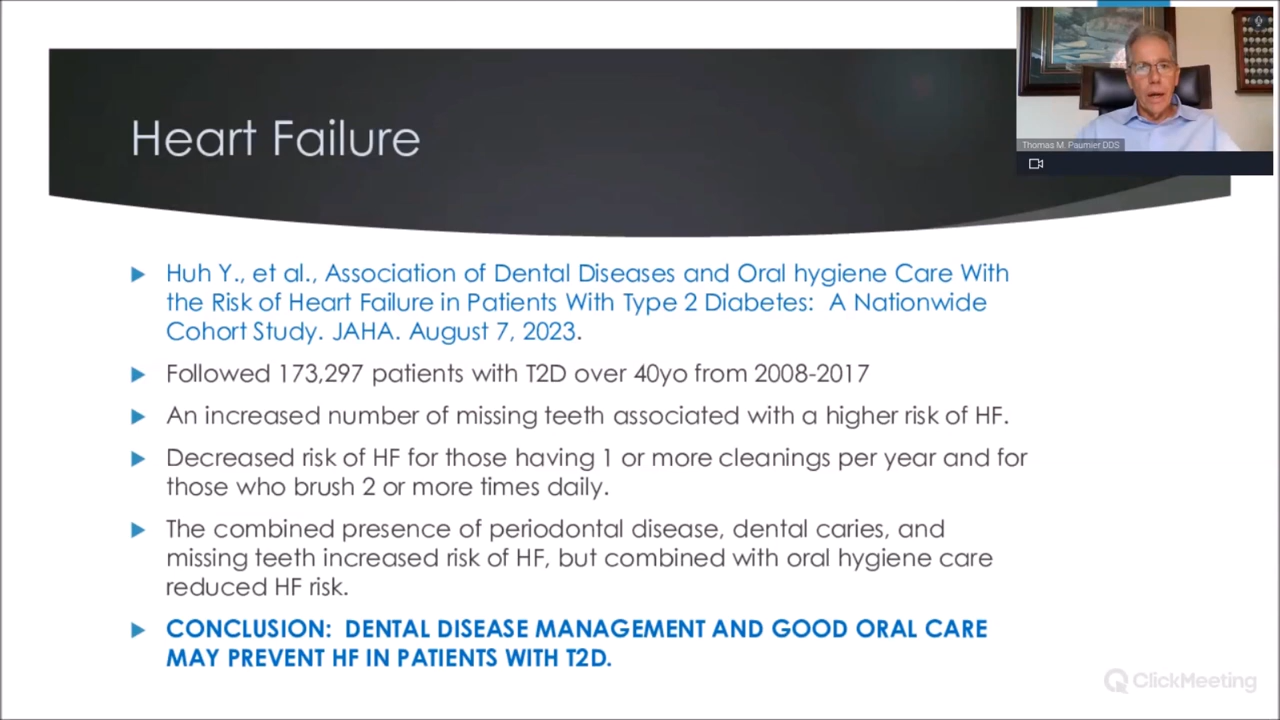 Heart Failure
Thomas M. Paumier DDS
Huh Y., et al., Association of Dental Diseases and Oral hygiene Care With
the Risk of Heart Failure in Patients With Type 2 Diabetes: A Nationwide
Cohort Study. JAHA. August 7, 2023.
Followed 173,297 patients with T2D over 40yo from 2008-2017
An increased number of missing teeth associated with a higher risk of HF.
Decreased risk of HF for those having 1 or more cleanings per year and for
those who brush 2 or more times daily.
The combined presence of periodontal disease, dental caries, and
missing teeth increased risk of HF, but combined with oral hygiene care
reduced HF risk.
CONCLUSION: DENTAL DISEASE MANAGEMENT AND GOOD ORAL CARE
MAY PREVENT HF IN PATIENTS WITH T2D.
ClickMeeting